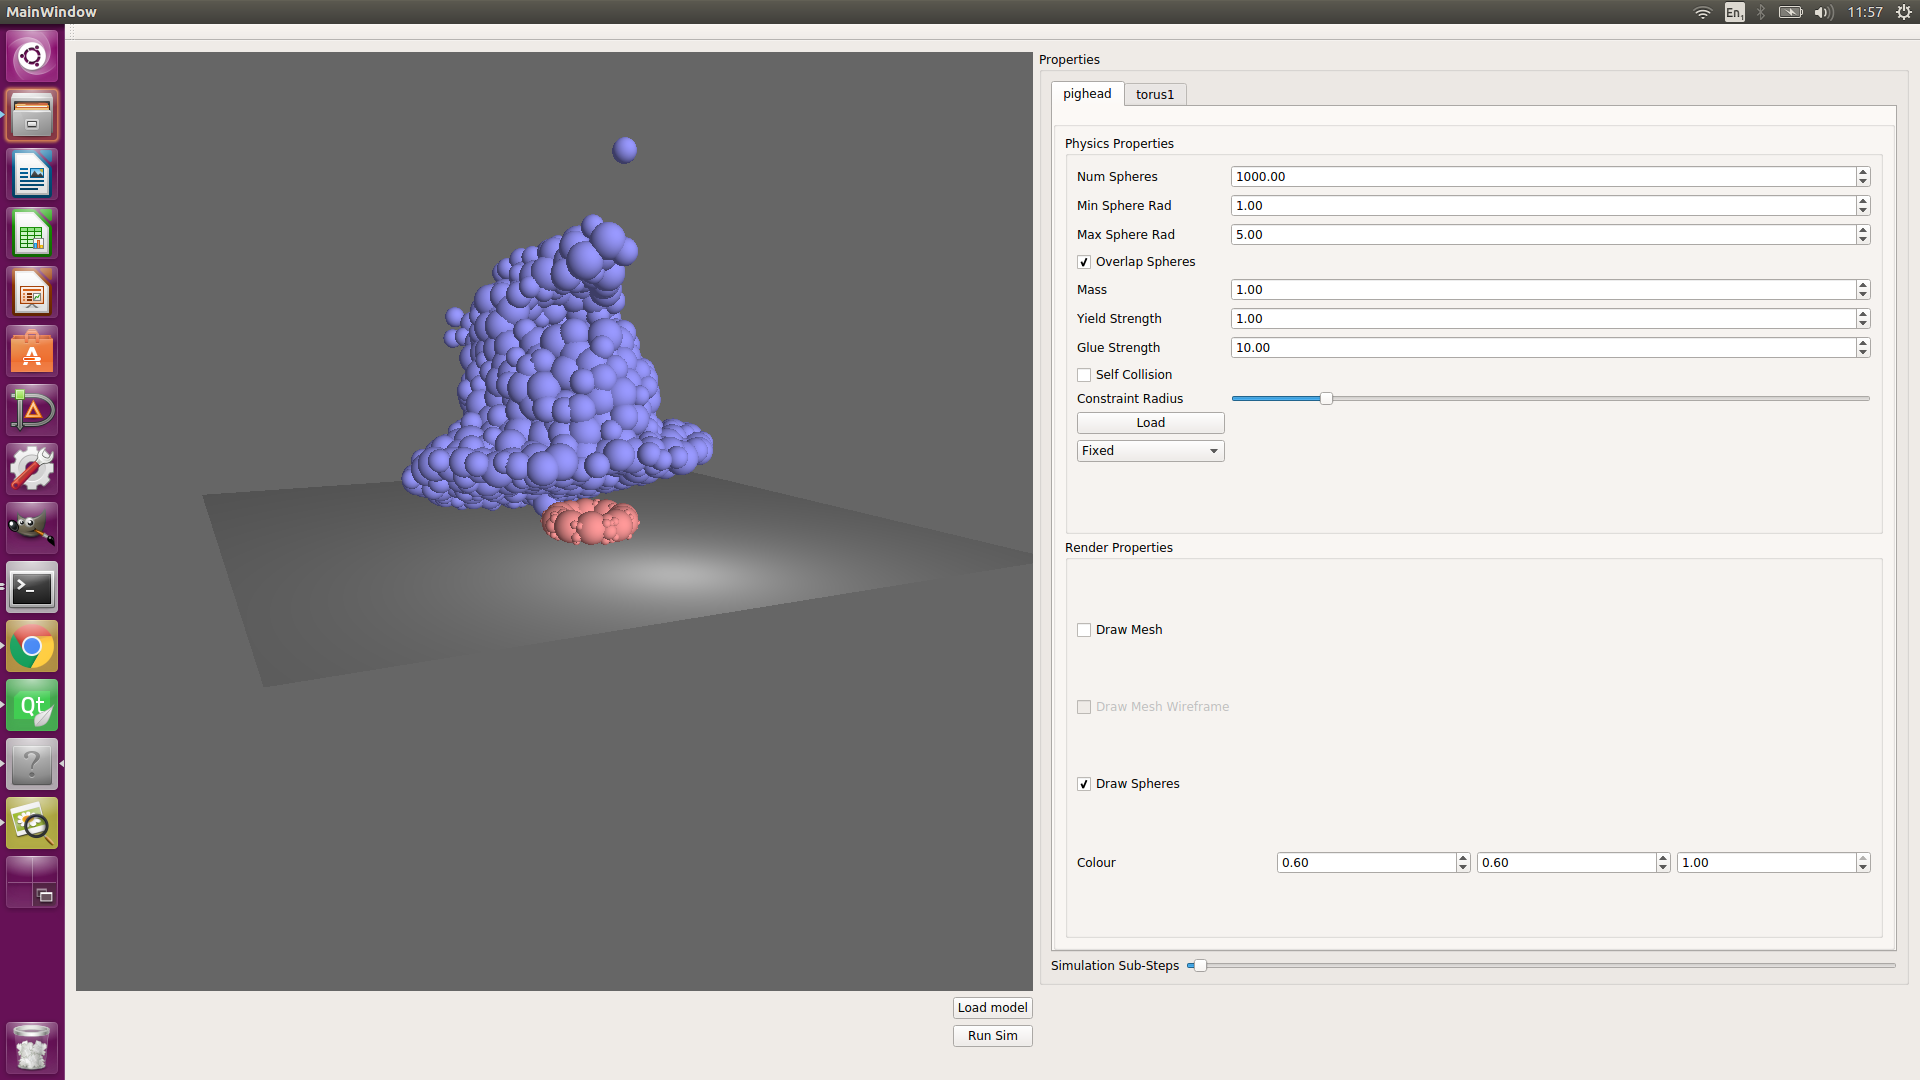 MainWindow
En1
11:57
Properties
pighead
torus1
Physics Properties
Num Spheres 1000.00
Min Sphere Rad 1.00
Max Sphere Rad 5.00
Overlap Spheres
Mass 1.00
Yield Strength 1.00
Glue Strength 10.00
Self Collision
Constraint Radius
Load
Fixed
Render Properties
Draw Mesh
Draw Mesh Wireframe
Draw Spheres
Colour 0.60 0.60 1.00
Simulation Sub-Steps
Load model
Run Sim
A
>_
Qt
?